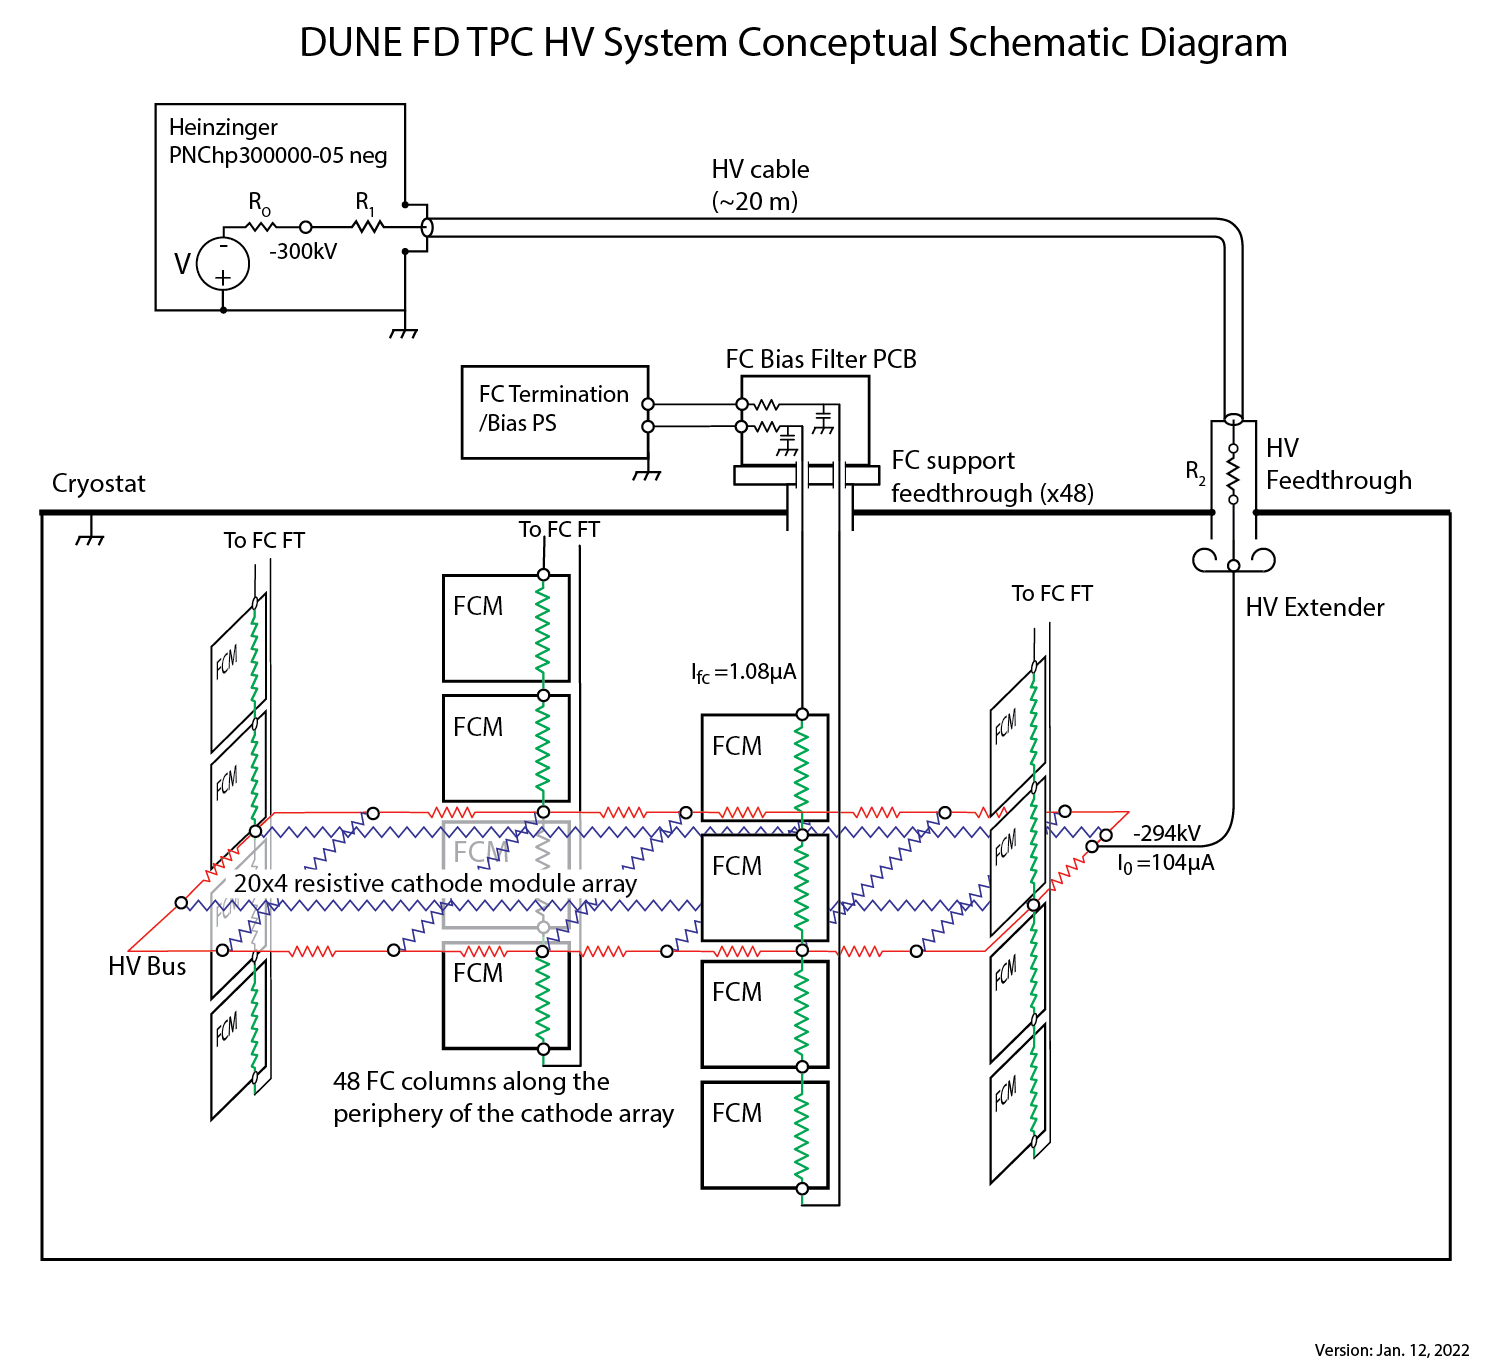 DUNE FD TPC HV System Conceptual Schematic Diagram
Heinzinger
PNChp300000-05 neg
R0
R1
-300kV
V
-
+
HV cable
(~20 m)
FC Bias Filter PCB
FC Termination
/Bias PS
FC support
feedthrough (x48)
HV
Feedthrough
R2
Cryostat
To FC FT
To FC FT
To FC FT
HV Extender
FCM
FCM
FCM
FCM
Ifc =1.08µA
FCM
FCM
FCM
FCM
-294kV
I0 =104µA
FCM
20x4 resistive cathode module array
FCM
FCM
HV Bus
FCM
FCM
FCM
FCM
FCM
FCM
48 FC columns along the
periphery of the cathode array
Version: Jan. 12, 2022